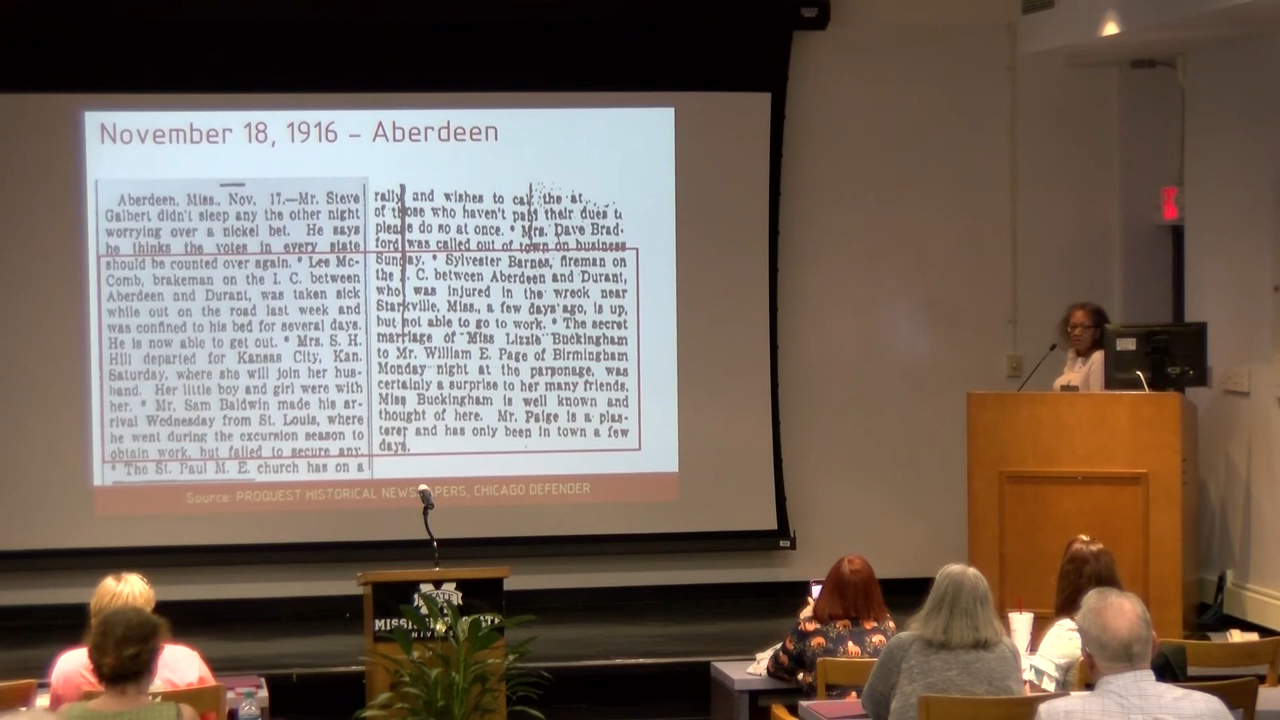 November 18, 1916 – Aberdeen
Aberdeen, Miss., Nov. 17.—Mr. Steve
Galbert didn't sleep any the other night
worrying over a nickel bet. He says
he thinks the votes in every state
should be counted over again. * Lee Mc-
Comb, brakeman on the I. C. between
Aberdeen and Durant, was taken sick
while out on the road last week and
was confined to his bed for several days.
He is now able to get out. * Mrs. S. H.
Hill departed for Kansas City, Kan.
Saturday, where she will join her hus-
band. Her little boy and girl were with
her. * Mr. Sam Baldwin made his ar-
rival Wednesday from St. Louis, where
he went during the excursion season to
obtain work, but failed to secure any.
* The St. Paul M. E. church has on a
rally and wishes to call the at
of those who haven't paid their dues
please do so at once. * Mrs. Dave Brad-
ford was called out of town on business
Sunday. * Sylvester Barnes, fireman on
the I. C. between Aberdeen and Durant,
who was injured in the wreck near
Starkville, Miss., a few days ago, is up,
but not able to go to work. * The secret
marriage of Miss Lizzie Buckingham
to Mr. William E. Page of Birmingham
Monday night at the parsonage, was
certainly a surprise to her many friends.
Miss Buckingham is well known and
thought of here. Mr. Paige is a plas-
terer and has only been in town a few
days.
Source: PROQUEST HISTORICAL NEWSPAPERS, CHICAGO DEFENDER
STATE
MISSISSIPPI STATE
UNIV